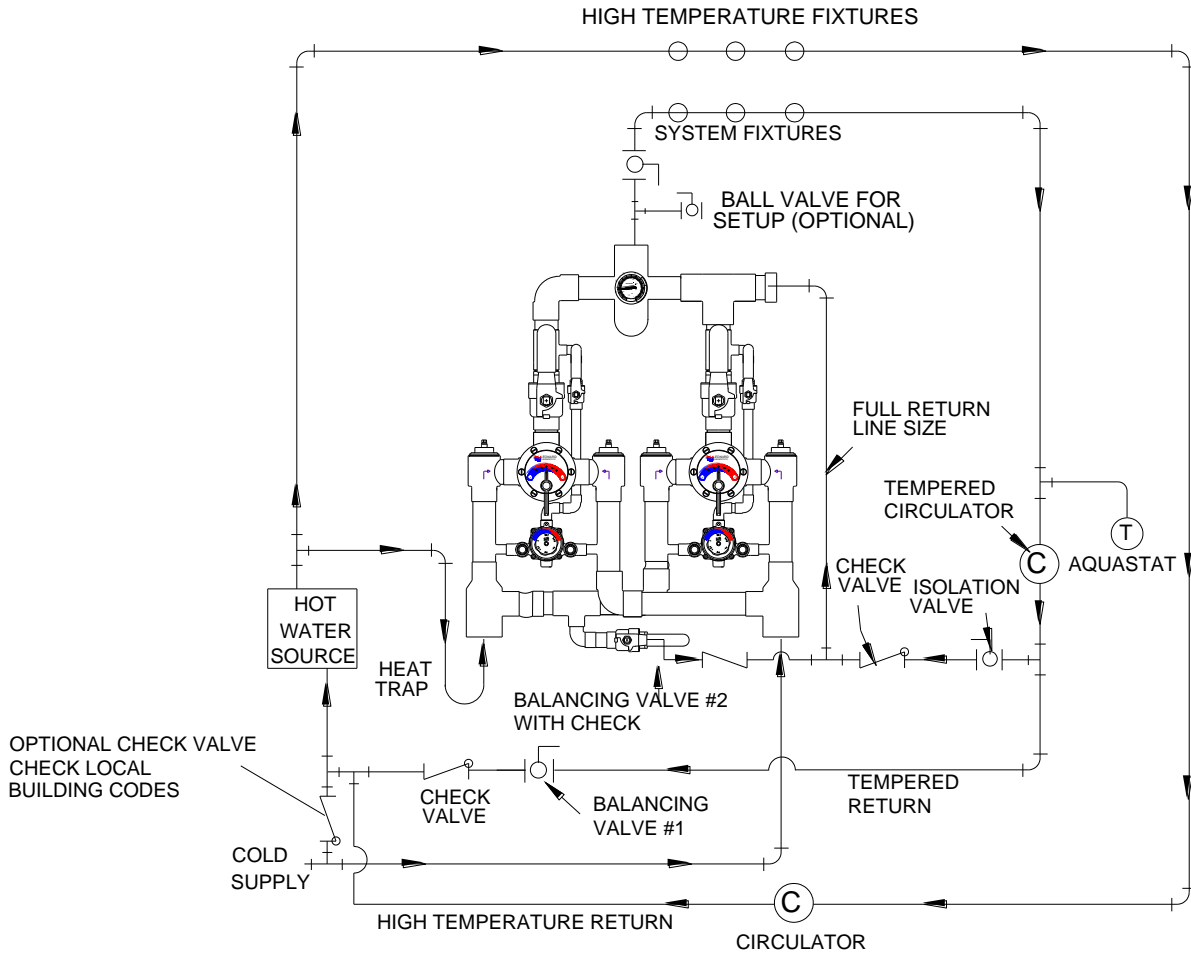 HIGH TEMPERATURE FIXTURES
SYSTEM FIXTURES
BALL VALVE FOR
SETUP (OPTIONAL)
FULL RETURN
LINE SIZE
TEMPERED
CIRCULATOR
T
C
AQUASTAT
CHECK
VALVE
ISOLATION
VALVE
HOT
WATER
SOURCE
HEAT
TRAP
BALANCING VALVE #2
WITH CHECK
OPTIONAL CHECK VALVE
CHECK LOCAL
BUILDING CODES
CHECK
VALVE
BALANCING
VALVE #1
TEMPERED
RETURN
COLD
SUPPLY
HIGH TEMPERATURE RETURN
C
CIRCULATOR